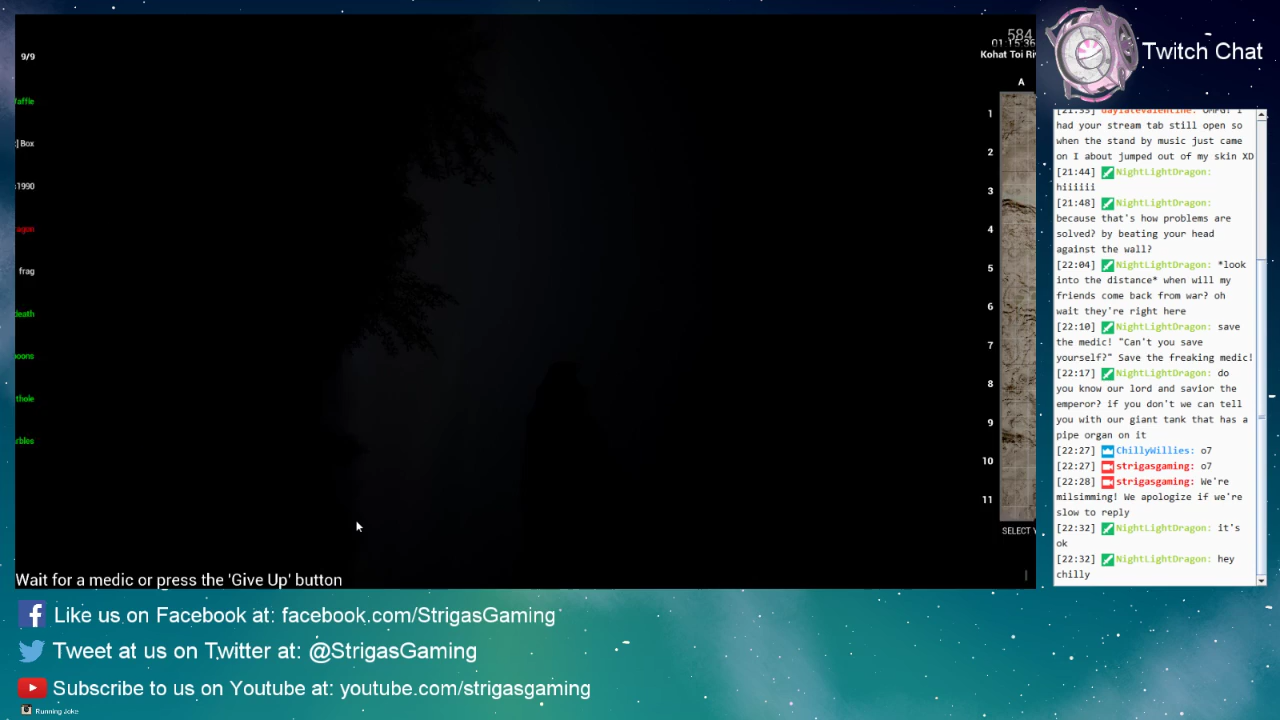 9/9
affle
] Box
1990
agon
frag
death
oons
thole
rbles
584
01:15:36
Kohat Toi Ri
A
1
2
3
4
5
6
7
8
9
10
11
SELECT
Wait for a medic or press the 'Give Up' button
Twitch Chat
had your stream tab still open so
when the stand by music just came
on I about jumped out of my skin XD
[21:44] NightLightDragon:
hiiiiii
[21:48] NightLightDragon:
because that's how problems are
solved? by beating your head
against the wall?
[22:04] NightLightDragon: *look
into the distance* when will my
friends come back from war? oh
wait they're right here
[22:10] NightLightDragon: save
the medic! "Can't you save
yourself?" Save the freaking medic!
[22:17] NightLightDragon: do
you know our lord and savior the
emperor? if you don't we can tell
you with our giant tank that has a
pipe organ on it
[22:27] ChillyWillies: o7
[22:27] strigasgaming: o7
[22:28] strigasgaming: We're
milsimming! We apologize if we're
slow to reply
[22:32] NightLightDragon: it's
ok
[22:32] NightLightDragon: hey
chilly
Like us on Facebook at: facebook.com/StrigasGaming
Tweet at us on Twitter at: @StrigasGaming
Subscribe to us on Youtube at: youtube.com/strigasgaming
Running Joke